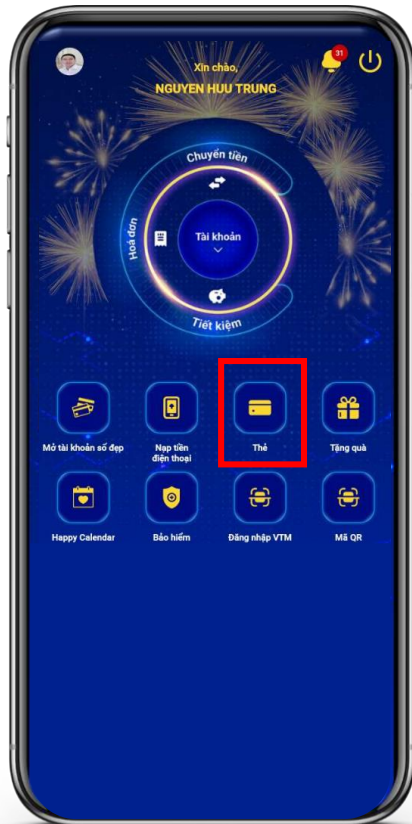 Xin chào,
31
NGUYEN HUU TRUNG
Chuyển tiền
Hoá đơn
Tài khoản
Tiết kiệm
Mở tài khoản số đẹp
Nạp tiền
điện thoại
Thẻ
Tặng quà
Happy Calendar
Bảo hiểm
Đăng nhập VTM
Mã QR